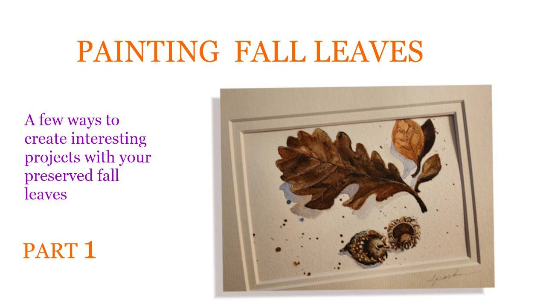 PAINTING FALL LEAVES
A few ways to
create interesting
projects with your
preserved fall
leaves
PART 1